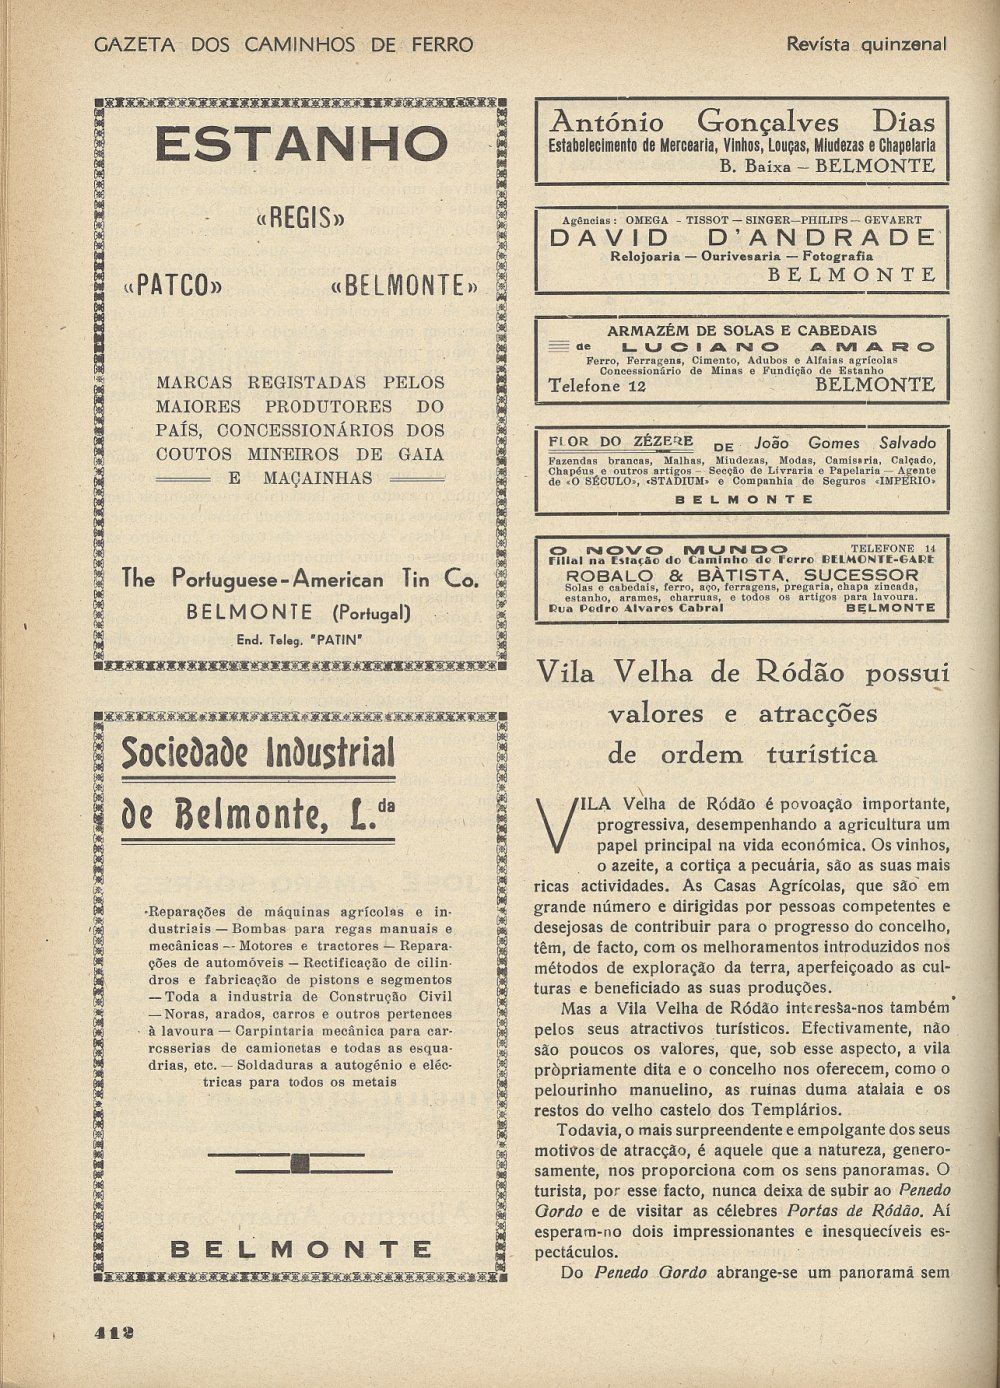 GAZETA DOS CAMINHOS DE FERRO
Revísta quinzenal
ESTANHO
«REGIS»
«PATCO» «BELMONTE»
MARCAS REGISTADAS PELOS
MAIORES PRODUTORES DO
PAÍS, CONCESSIONÁRIOS DOS
COUTOS MINEIROS DE GAIA
E MAÇAINHAS
The Portuguese-American Tin Co.
BELMONTE (Portugal)
End. Teleg. "PATIN"
Sociedade Industrial
de Belmonte, L.da
Reparações de máquinas agrícolas e in-
dustriais — Bombas para regas manuais e
mecânicas — Motores e tractores — Repara-
ções de automóveis — Rectificação de cilin-
dros e fabricação de pistons e segmentos
— Toda a industria de Construção Civil
— Noras, arados, carros e outros pertences
à lavoura — Carpintaria mecânica para car-
rosserias de camionetas e todas as esqua-
drias, etc. — Soldaduras a autogénio e eléc-
tricas para todos os metais
BELMONTE
António Gonçalves Dias
Estabelecimento de Mercearia, Vinhos, Louças, Miudezas e Chapelaria
B. Baixa — BELMONTE
Agências: OMEGA - TISSOT — SINGER—PHILIPS — GEVAERT
DAVID D'ANDRADE
Relojoaria — Ourivesaria — Fotografia
BELMONTE
ARMAZÉM DE SOLAS E CABEDAIS
de LUCIANO AMARO
Ferro, Ferragens, Cimento, Adubos e Alfaias agrícolas
Concessionário de Minas e Fundição de Estanho
Telefone 12 BELMONTE
FLOR DO ZÉZERE DE João Gomes Salvado
Fazendas brancas, Malhas, Miudezas, Modas, Camisaria, Calçado,
Chapéus e outros artigos — Secção de Livraria e Papelaria — Agente
de «O SÉCULO», «STADIUM» e Companhia de Seguros «IMPÉRIO»
BELMONTE
O NOVO MUNDO TELEFONE 14
Filial na Estação do Caminho de Ferro BELMONTE-GARE
ROBALO & BÀTISTA, SUCESSOR
Solas e cabedais, ferro, aço, ferragens, pregaria, chapa zincada,
estanho, arames, charruas, e todos os artigos para lavoura.
Rua Pedro Alvares Cabral BELMONTE
Vila Velha de Ródão possui
valores e atracções
de ordem turística
VILA Velha de Ródão é povoação importante,
progressiva, desempenhando a agricultura um
papel principal na vida económica. Os vinhos,
o azeite, a cortiça a pecuária, são as suas mais
ricas actividades. As Casas Agrícolas, que são em
grande número e dirigidas por pessoas competentes e
desejosas de contribuir para o progresso do concelho,
têm, de facto, com os melhoramentos introduzidos nos
métodos de exploração da terra, aperfeiçoado as cul-
turas e beneficiado as suas produções.
Mas a Vila Velha de Ródão interessa-nos também
pelos seus atractivos turísticos. Efectivamente, não
são poucos os valores, que, sob esse aspecto, a vila
pròpriamente dita e o concelho nos oferecem, como o
pelourinho manuelino, as ruínas duma atalaia e os
restos do velho castelo dos Templários.
Todavia, o mais surpreendente e empolgante dos seus
motivos de atracção, é aquele que a natureza, genero-
samente, nos proporciona com os sens panoramas. O
turista, por esse facto, nunca deixa de subir ao Penedo
Gordo e de visitar as célebres Portas de Ródão. Aí
esperam-no dois impressionantes e inesquecíveis es-
pectáculos.
Do Penedo Gordo abrange-se um panorama sem
412